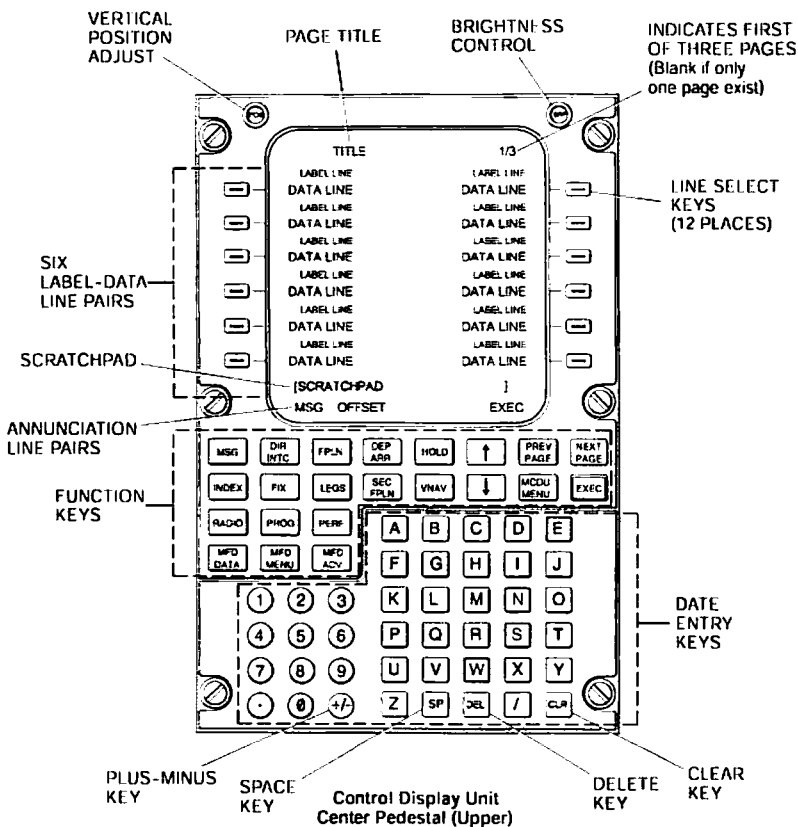 VERTICAL POSITION ADJUST
PAGE TITLE
BRIGHTNESS CONTROL
INDICATES FIRST OF THREE PAGES (Blank if only one page exist)
TITLE 1/3
LABEL LINE LABEL LINE
DATA LINE DATA LINE
LABEL LINE LABEL LINE
DATA LINE DATA LINE
LABEL LINE LABEL LINE
DATA LINE DATA LINE
LABEL LINE LABEL LINE
DATA LINE DATA LINE
LABEL LINE LABEL LINE
DATA LINE DATA LINE
LABEL LINE LABEL LINE
DATA LINE DATA LINE
[SCRATCHPAD ]
MSG OFFSET EXEC
LINE SELECT KEYS (12 PLACES)
SIX LABEL-DATA LINE PAIRS
SCRATCHPAD
ANNUNCIATION LINE PAIRS
FUNCTION KEYS
MSG DIR INTC FPLN DEP ARR HOLD ↑ PREV PAGE NEXT PAGE
INDEX FIX LEGS SEC FPLN VNAV ↓ MCDU MENU EXEC
RADIO PROG PERF
MFD DATA MFD MENU MFD ADV
A B C D E
F G H I J
1 2 3 K L M N O
4 5 6 P Q R S T
7 8 9 U V W X Y
. 0 +/- Z SP DEL / CLR
DATE ENTRY KEYS
PLUS-MINUS KEY
SPACE KEY
DELETE KEY
CLEAR KEY
Control Display Unit
Center Pedestal (Upper)